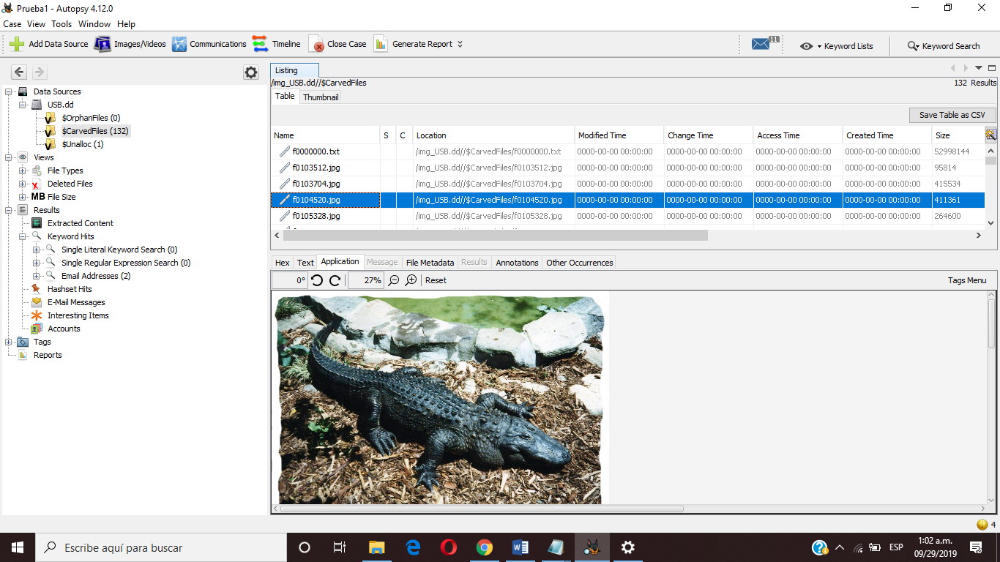 Prueba1 - Autopsy 4.12.0
Case View Tools Window Help
Add Data Source Images/Videos Communications Timeline Close Case Generate Report 11 Keyword Lists Keyword Search
Listing
/img_USB.dd//$CarvedFiles 132 Results
Table Thumbnail
Save Table as CSV
Name S C Location Modified Time Change Time Access Time Created Time Size
f0000000.txt /img_USB.dd//$CarvedFiles/f0000000.txt 0000-00-00 00:00:00 0000-00-00 00:00:00 0000-00-00 00:00:00 0000-00-00 00:00:00 52998144
f0103512.jpg /img_USB.dd//$CarvedFiles/f0103512.jpg 0000-00-00 00:00:00 0000-00-00 00:00:00 0000-00-00 00:00:00 0000-00-00 00:00:00 95814
f0103704.jpg /img_USB.dd//$CarvedFiles/f0103704.jpg 0000-00-00 00:00:00 0000-00-00 00:00:00 0000-00-00 00:00:00 0000-00-00 00:00:00 415534
f0104520.jpg /img_USB.dd//$CarvedFiles/f0104520.jpg 0000-00-00 00:00:00 0000-00-00 00:00:00 0000-00-00 00:00:00 0000-00-00 00:00:00 411361
f0105328.jpg /img_USB.dd//$CarvedFiles/f0105328.jpg 0000-00-00 00:00:00 0000-00-00 00:00:00 0000-00-00 00:00:00 0000-00-00 00:00:00 264600
Data Sources
USB.dd
$OrphanFiles (0)
$CarvedFiles (132)
$Unalloc (1)
Views
File Types
Deleted Files
MB File Size
Results
Extracted Content
Keyword Hits
Single Literal Keyword Search (0)
Single Regular Expression Search (0)
Email Addresses (2)
Hashset Hits
E-Mail Messages
Interesting Items
Accounts
Tags
Reports
Hex Text Application Message File Metadata Results Annotations Other Occurrences
0° 27% Reset Tags Menu
4
Escribe aquí para buscar
ESP
1:02 a.m.
09/29/2019